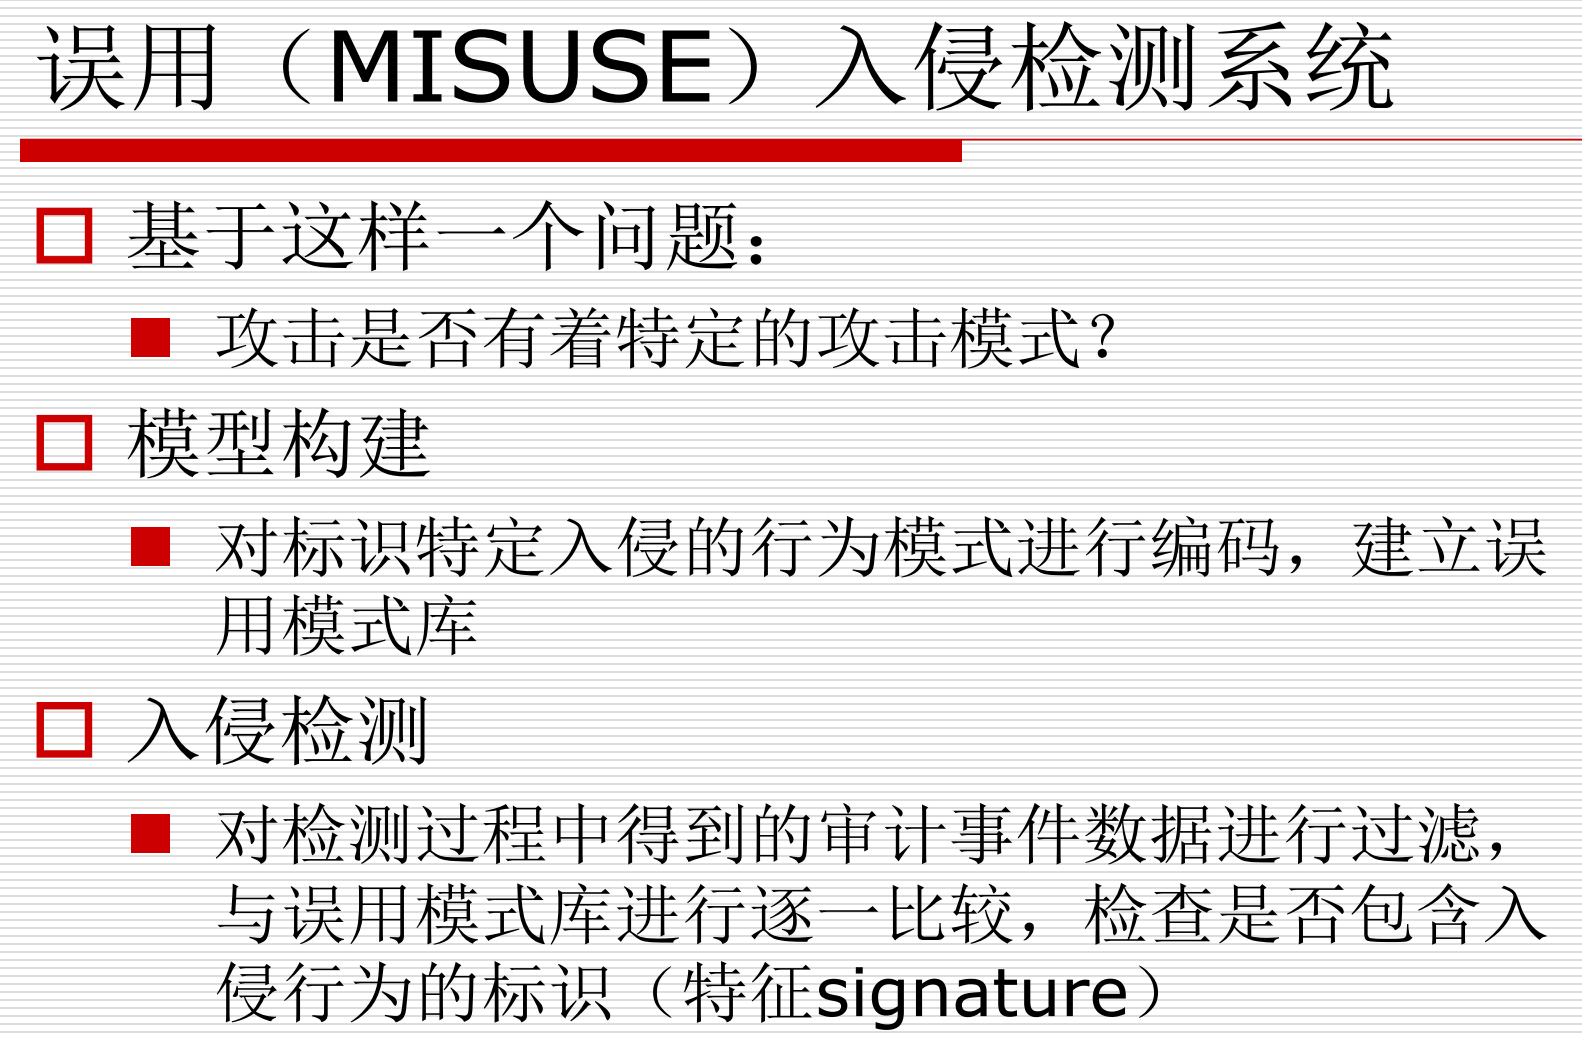 误用（MISUSE）入侵检测系统
基于这样一个问题：
攻击是否有着特定的攻击模式？
模型构建
对标识特定入侵的行为模式进行编码，建立误
用模式库
入侵检测
对检测过程中得到的审计事件数据进行过滤，
与误用模式库进行逐一比较，检查是否包含入
侵行为的标识（特征signature）